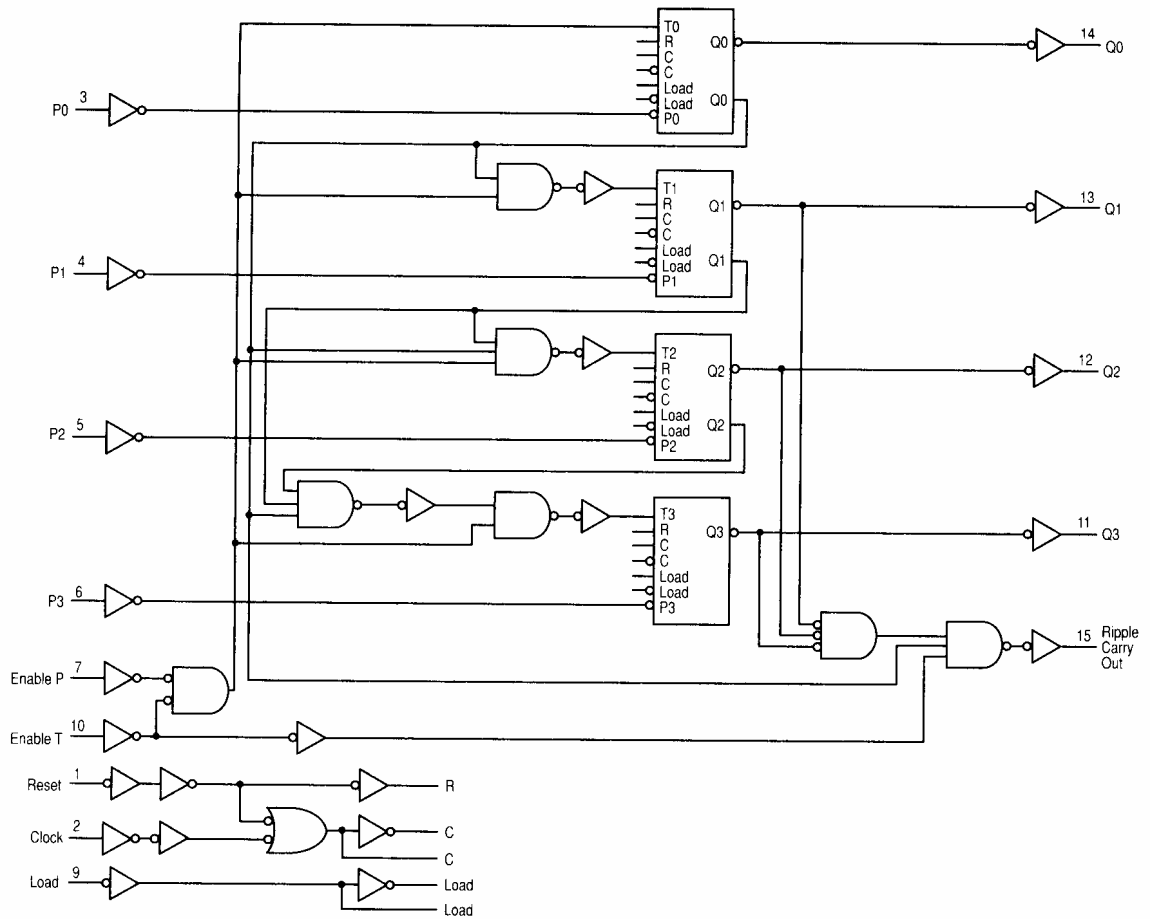 T0
R
C
C
Load
Load
P0
Q0
Q0
14
Q0
P0
3
T1
R
C
C
Load
Load
P1
Q1
Q1
13
Q1
P1
4
T2
R
C
C
Load
Load
P2
Q2
Q2
12
Q2
P2
5
T3
R
C
C
Load
Load
P3
Q3
11
Q3
P3
6
15
Ripple
Carry
Out
Enable P
7
Enable T
10
Reset
1
R
Clock
2
C
C
Load
9
Load
Load